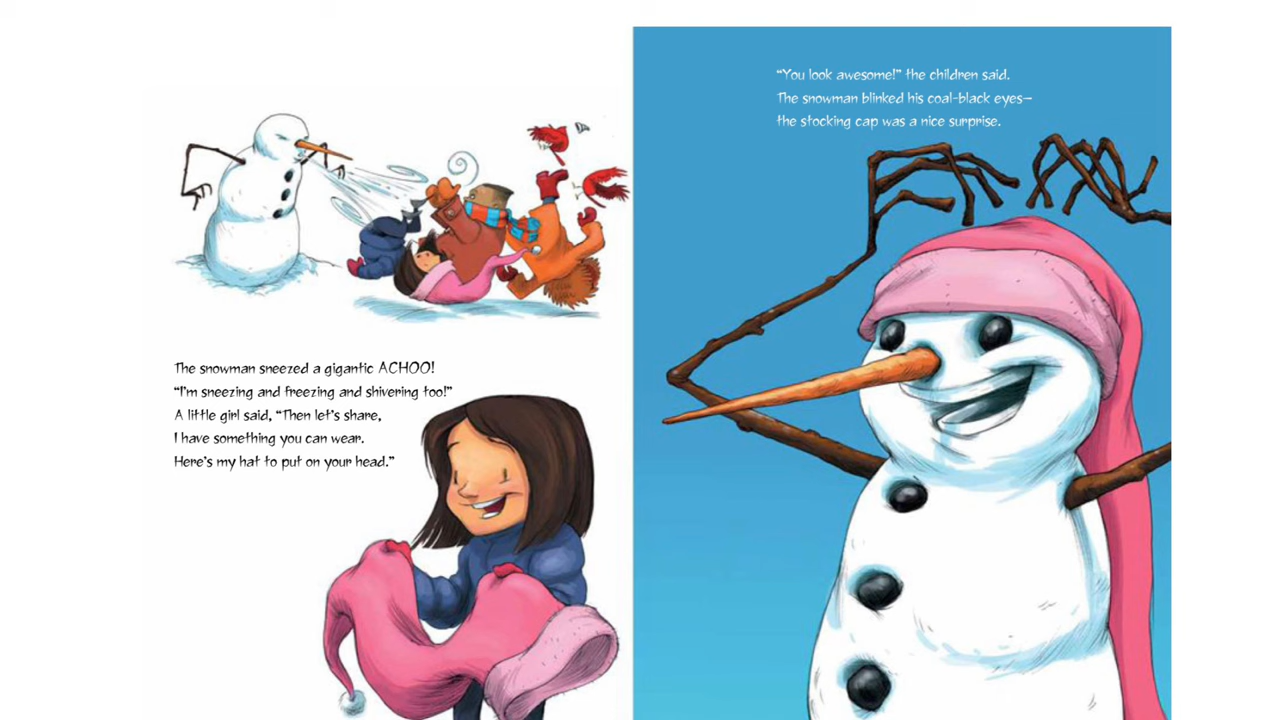 The snowman sneezed a gigantic ACHOO!
“I’m sneezing and freezing and shivering too!”
A little girl said, “Then let’s share,
I have something you can wear.
Here’s my hat to put on your head.”
“You look awesome!” the children said.
The snowman blinked his coal-black eyes—
the stocking cap was a nice surprise.